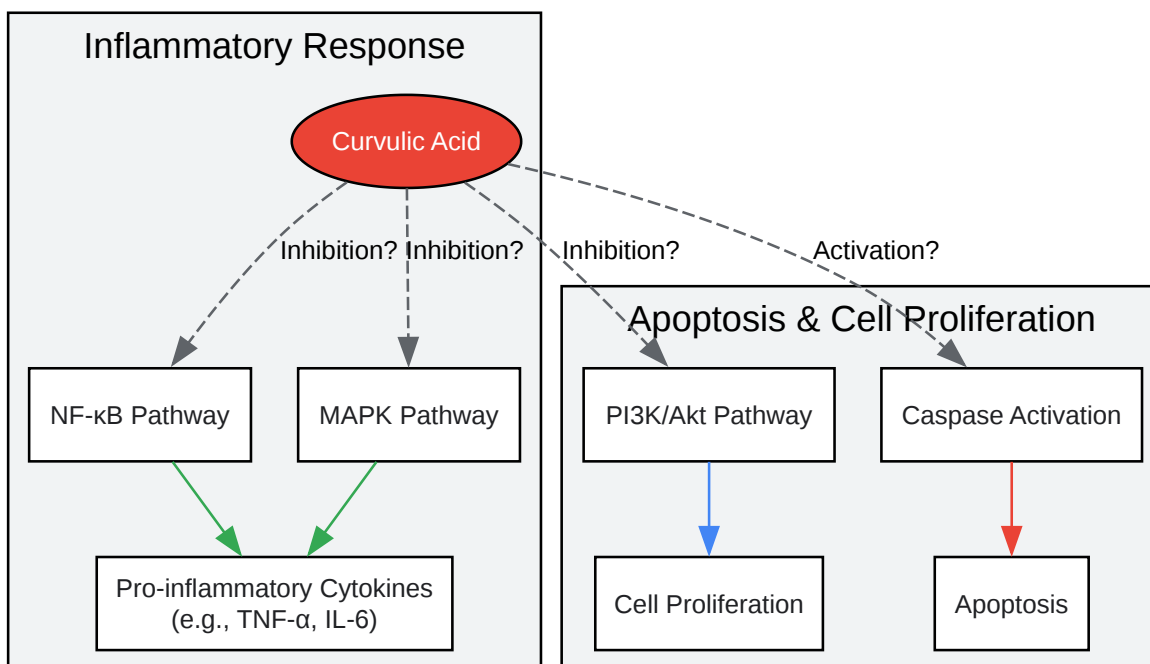 Inflammatory Response
Curvulic Acid
Inhibition?
Inhibition?
Inhibition?
Activation?
Apoptosis & Cell Proliferation
NF-κB Pathway
MAPK Pathway
PI3K/Akt Pathway
Caspase Activation
Pro-inflammatory Cytokines
(e.g., TNF-α, IL-6)
Cell Proliferation
Apoptosis